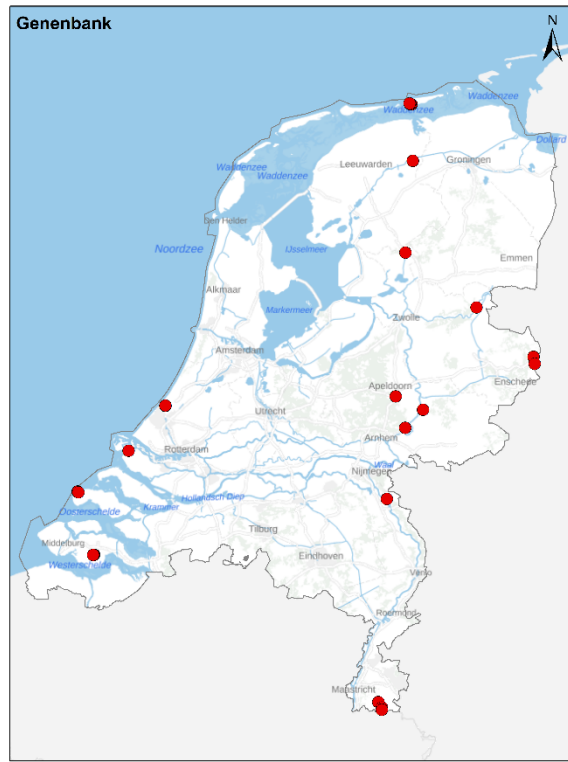 Genenbank
N
Waddenzee
Waddenzee
Dollard
Leeuwarden
Groningen
Waddenzee
Waddenzee
Den Helder
Noordzee
IJsselmeer
Emmen
Alkmaar
Markermeer
Zwolle
Amsterdam
Enschede
Apeldoorn
Utrecht
Arnhem
Rotterdam
Waal
Nijmegen
Hollandsch Diep
Krammer
Oosterschelde
Tilburg
Middelburg
Eindhoven
Westerschelde
Venlo
Roermond
Maastricht